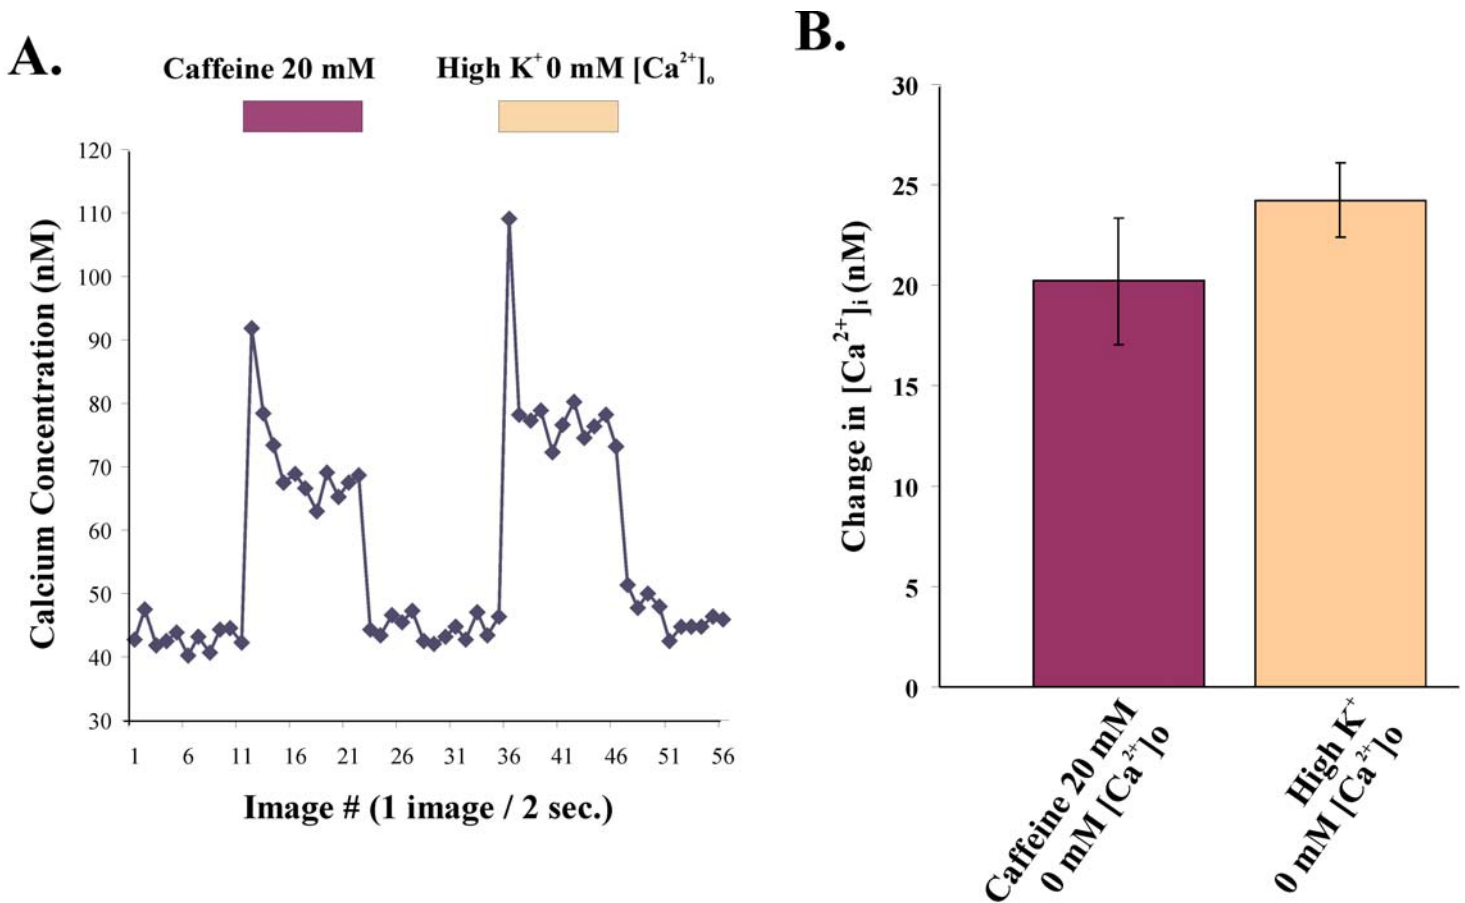 A.
Caffeine 20 mM
High K⁺ 0 mM [Ca²⁺]ₒ
120
110
100
90
80
70
60
50
40
30
Calcium Concentration (nM)
1 6 11 16 21 26 31 36 41 46 51 56
Image # (1 image / 2 sec.)
B.
30
25
20
15
10
5
0
Change in [Ca²⁺]i (nM)
Caffeine 20 mM
0 mM [Ca²⁺]o
High K⁺
0 mM [Ca²⁺]o